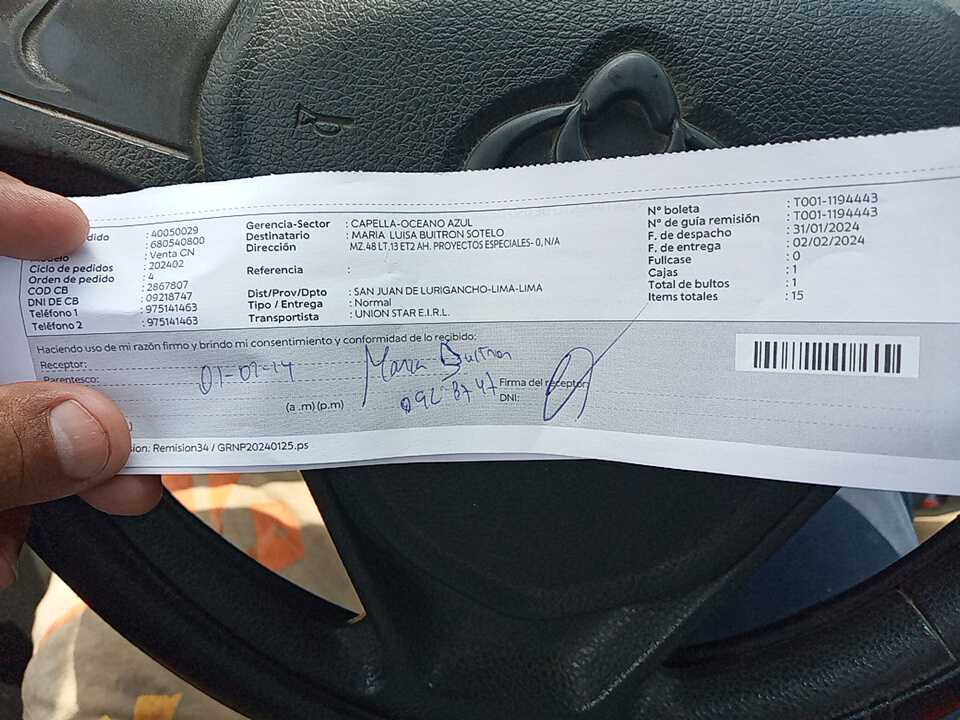 dido : 40050029
: 680540800
Modelo : Venta CN
Ciclo de pedidos : 202402
Orden de pedido : 4
COD CB : 2867807
DNI DE CB : 09218747
Teléfono 1 : 975141463
Teléfono 2 : 975141463
Gerencia-Sector : CAPELLA-OCEANO AZUL
Destinatario : MARIA LUISA BUITRON SOTELO
Dirección : MZ.48 LT,13 ET2 AH. PROYECTOS ESPECIALES- 0, N/A
Referencia :
Dist/Prov/Dpto : SAN JUAN DE LURIGANCHO-LIMA-LIMA
Tipo / Entrega : Normal
Transportista : UNION STAR E.I.R.L.
N° boleta : T001-1194443
N° de guía remisión : T001-1194443
F. de despacho : 31/01/2024
F. de entrega : 02/02/2024
Fullcase : 0
Cajas : 1
Total de bultos : 1
Items totales : 15
Haciendo uso de mi razón firmo y brindo mi consentimiento y conformidad de lo recibido:
Receptor: Maria Buitron
Parentesco:
(a .m) (p.m)
Firma del receptor
DNI:
sion: Remision34 / GRNP20240125.ps